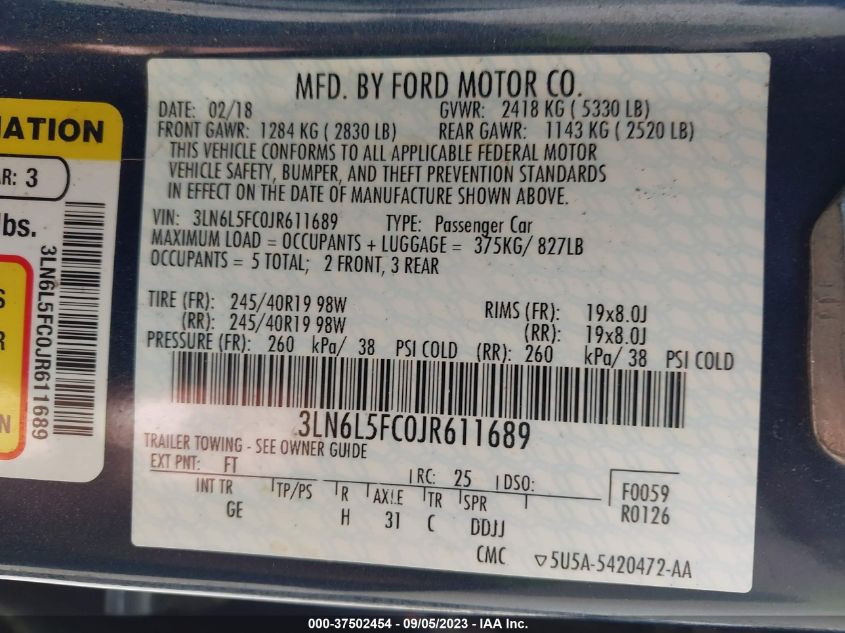 MFD. BY FORD MOTOR CO.
DATE: 02/18 GVWR: 2418 KG ( 5330 LB)
FRONT GAWR: 1284 KG ( 2830 LB) REAR GAWR: 1143 KG ( 2520 LB)
THIS VEHICLE CONFORMS TO ALL APPLICABLE FEDERAL MOTOR
VEHICLE SAFETY, BUMPER, AND THEFT PREVENTION STANDARDS
IN EFFECT ON THE DATE OF MANUFACTURE SHOWN ABOVE.
VIN: 3LN6L5FC0JR611689 TYPE: Passenger Car
MAXIMUM LOAD = OCCUPANTS + LUGGAGE = 375KG/ 827LB
OCCUPANTS = 5 TOTAL; 2 FRONT, 3 REAR
TIRE (FR): 245/40R19 98W RIMS (FR): 19x8.0J
(RR): 245/40R19 98W (RR): 19x8.0J
PRESSURE (FR): 260 kPa/ 38 PSI COLD (RR): 260 kPa/ 38 PSI COLD
3LN6L5FC0JR611689
TRAILER TOWING - SEE OWNER GUIDE
EXT PNT: FT RC: 25 DSO:
INT TR TP/PS R AXLE TR SPR F0059
GE H 31 C DDJJ R0126
CMC ▽5U5A-5420472-AA
MATION
AR: 3
lbs.
S
R
N
3LN6L5FC0JR611689
000-37502454 - 09/05/2023 - IAA Inc.